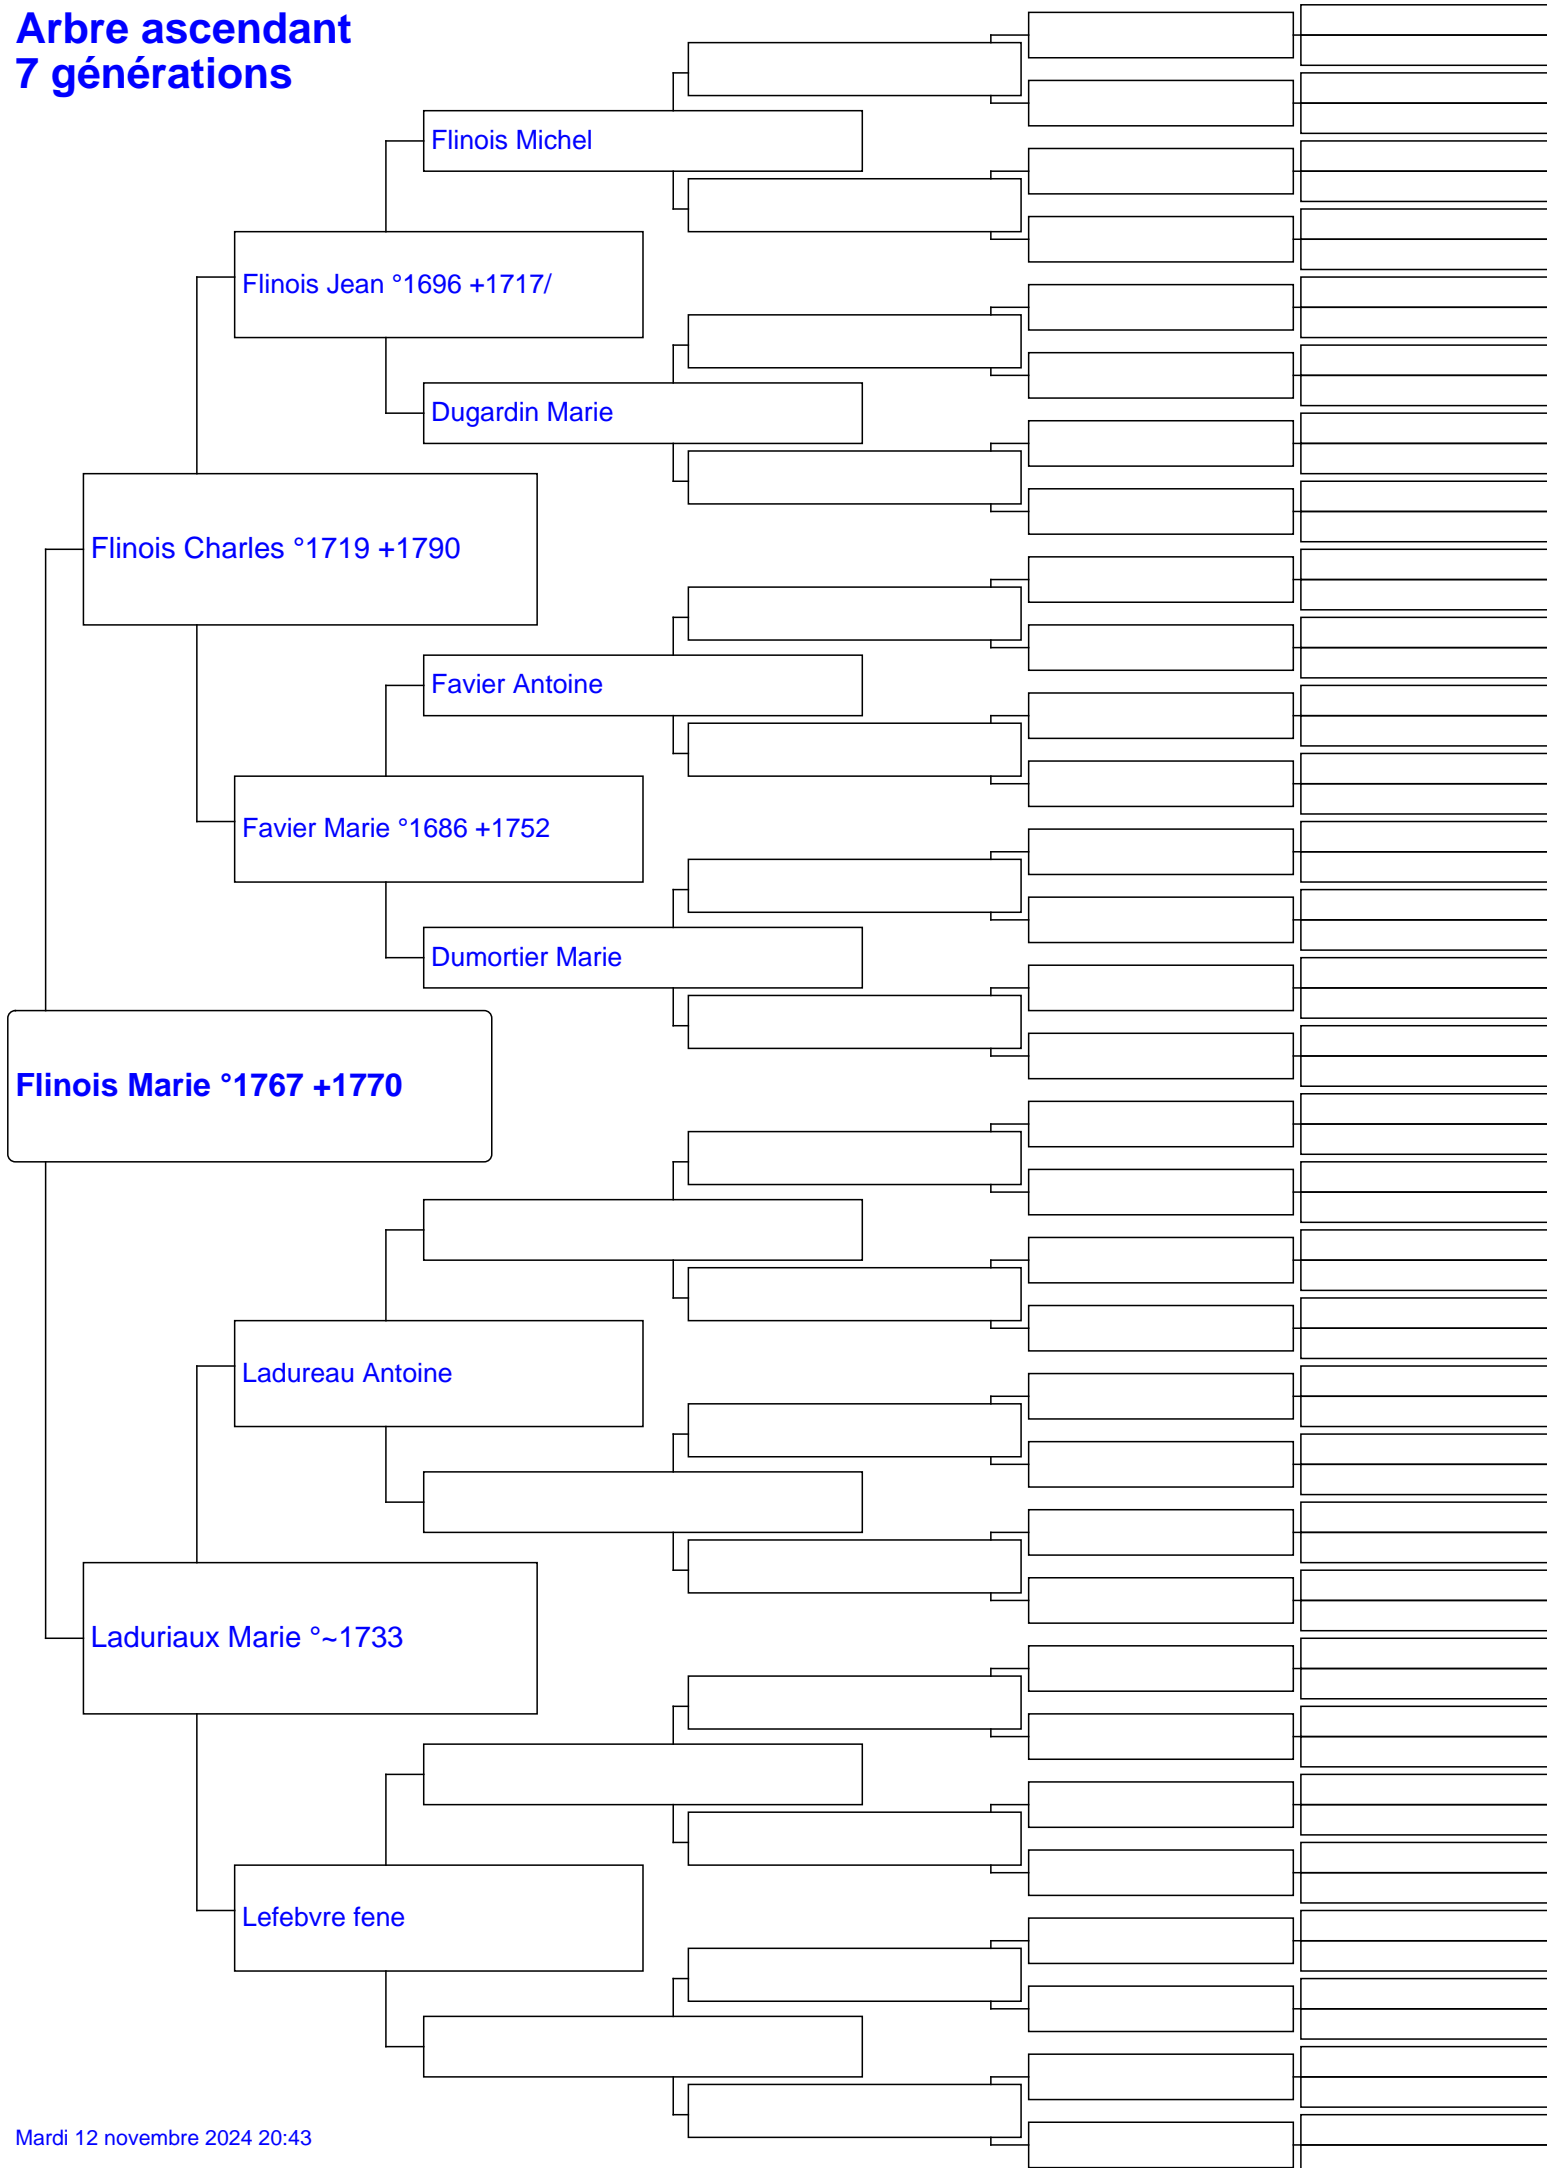 Arbre ascendant
7 générations
Flinois Michel
Flinois Jean °1696 +1717/
Dugardin Marie
Flinois Charles °1719 +1790
Favier Antoine
Favier Marie °1686 +1752
Dumortier Marie
Flinois Marie °1767 +1770
Ladureau Antoine
Laduriaux Marie °~1733
Lefebvre fene
Mardi 12 novembre 2024 20:43